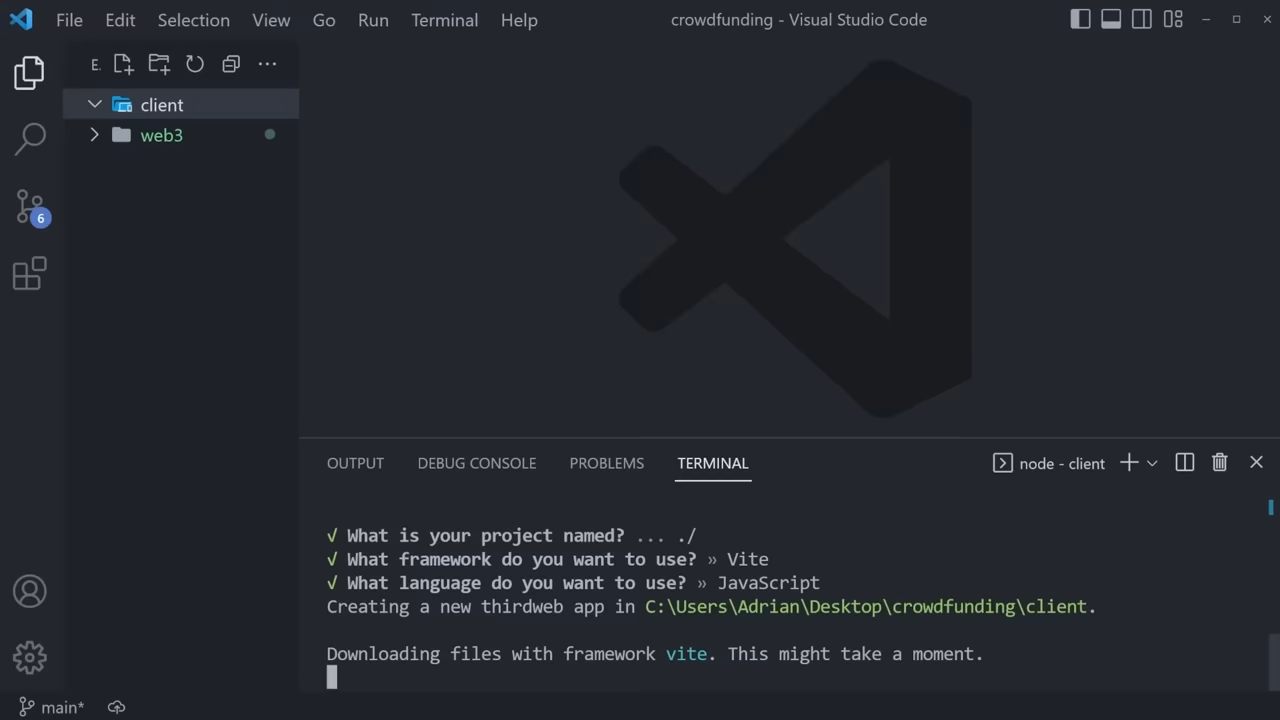 File Edit Selection View Go Run Terminal Help
crowdfunding - Visual Studio Code
E.
client
web3
6
OUTPUT DEBUG CONSOLE PROBLEMS TERMINAL
node - client
√ What is your project named? ... ./
√ What framework do you want to use? » Vite
√ What language do you want to use? » JavaScript
Creating a new thirdweb app in C:\Users\Adrian\Desktop\crowdfunding\client.
Downloading files with framework vite. This might take a moment.
main*